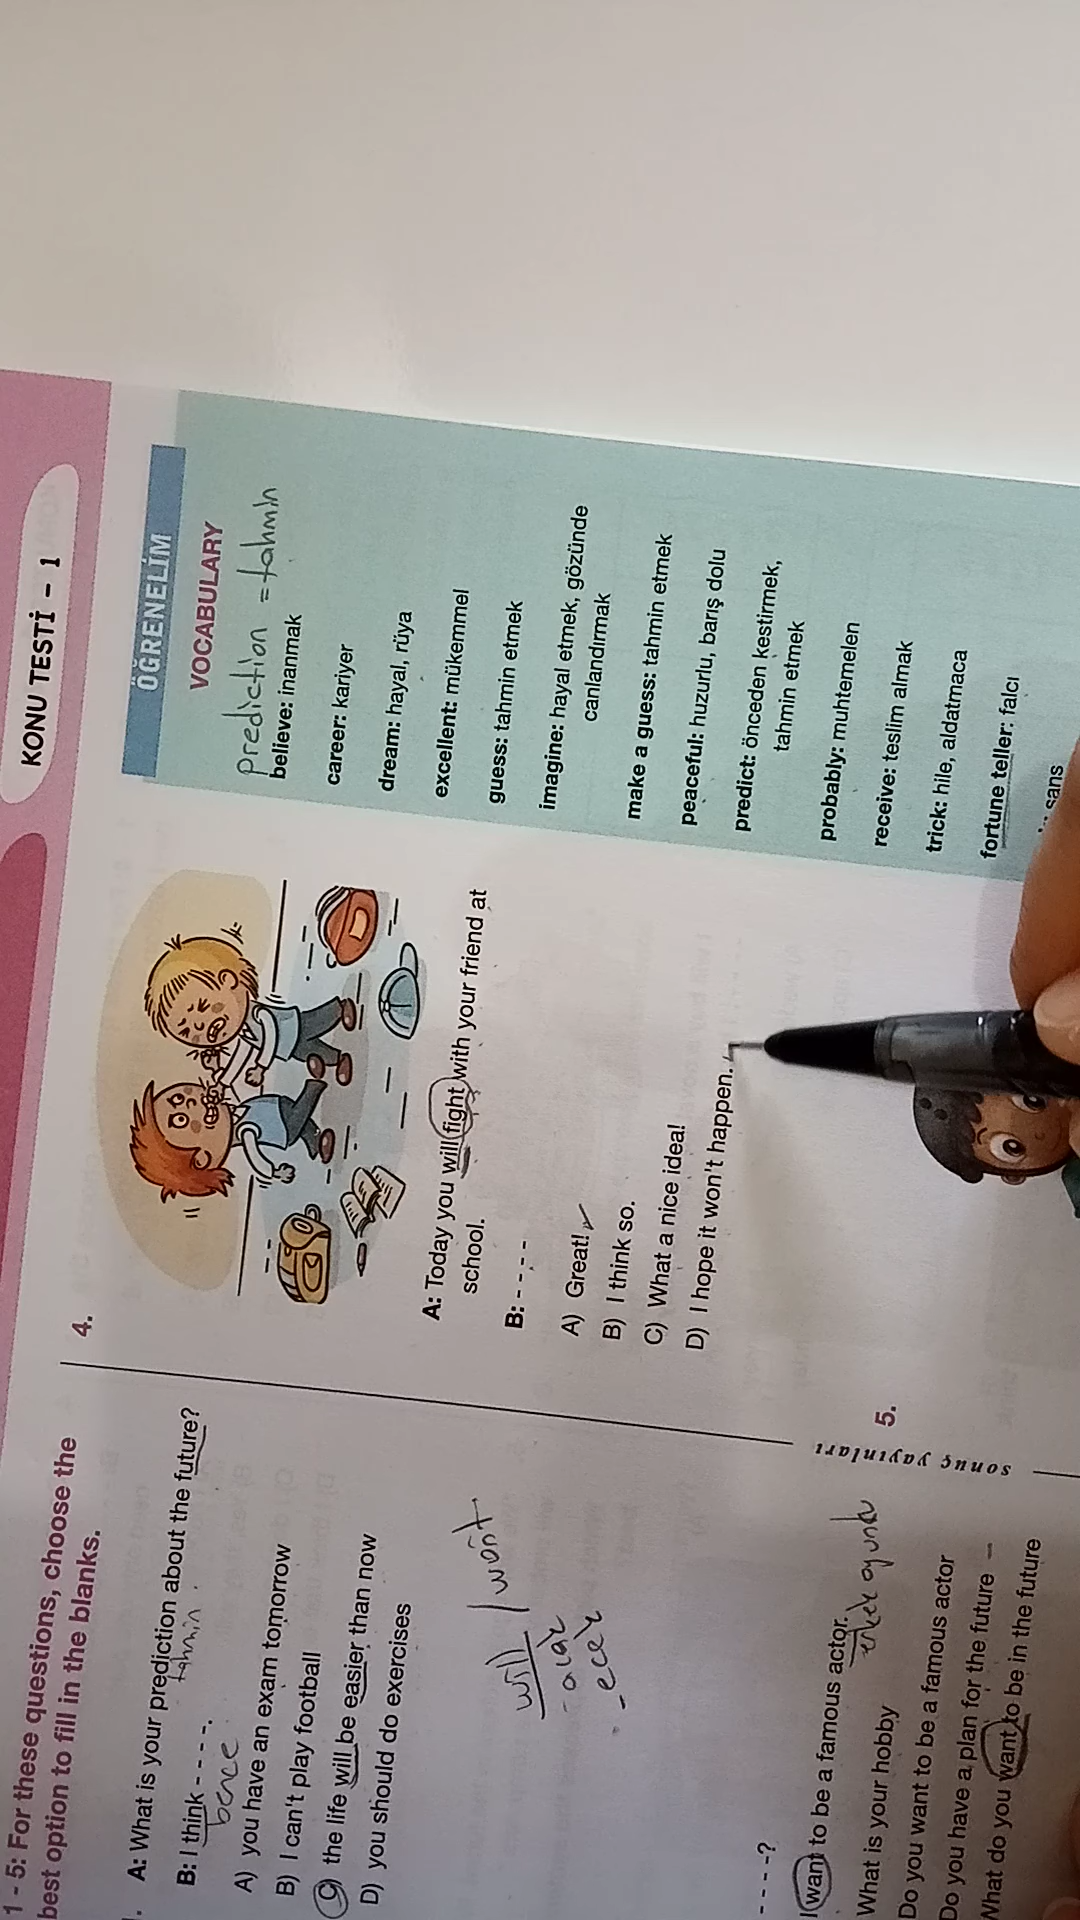 KONU TESTİ - 1
1 - 5: For these questions, choose the
best option to fill in the blanks.
A: What is your prediction about the future?
tahmin
B: I think - - - - -.
bence
A) you have an exam tomorrow
B) I can't play football
C) the life will be easier than now
D) you should do exercises
will / won't
-acak
-ecek
- - - - -?
I want to be a famous actor.
erkek oyuncu
What is your hobby
Do you want to be a famous actor
Do you have a plan for the future
What do you want to be in the future
sonuç yayınları
4.
A: Today you will fight with your friend at
school.
B: - - - - -
A) Great!
B) I think so.
C) What a nice idea!
D) I hope it won't happen.
5.
ÖĞRENELİM
VOCABULARY
prediction = tahmin
believe: inanmak
career: kariyer
dream: hayal, rüya
excellent: mükemmel
guess: tahmin etmek
imagine: hayal etmek, gözünde
canlandırmak
make a guess: tahmin etmek
peaceful: huzurlu, barış dolu
predict: önceden kestirmek,
tahmin etmek
probably: muhtemelen
receive: teslim almak
trick: hile, aldatmaca
fortune teller: falcı